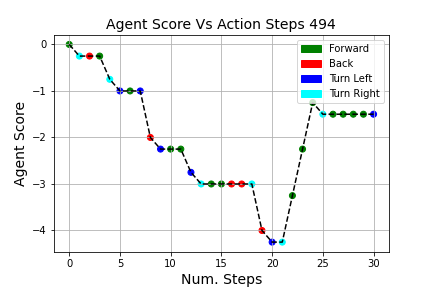 Agent Score Vs Action Steps 494
Forward
Back
Turn Left
Turn Right
Agent Score
0
−1
−2
−3
−4
0 5 10 15 20 25 30
Num. Steps